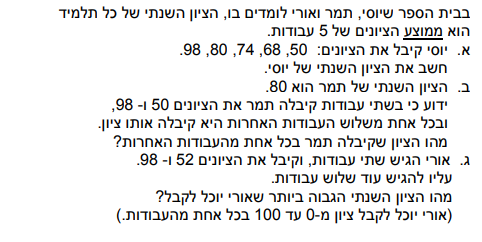 בבית הספר שיוסי, תמר ואורי לומדים בו, הציון השנתי של כל תלמיד
הוא ממוצע הציונים של 5 עבודות.
א. יוסי קיבל את הציונים: 50, 68, 74, 80, 98.
חשב את הציון השנתי של יוסי.
ב. הציון השנתי של תמר הוא 80.
ידוע כי בשתי עבודות קיבלה תמר את הציונים 50 ו- 98,
ובכל אחת משלוש העבודות האחרות היא קיבלה אותו ציון.
מהו הציון שקיבלה תמר בכל אחת מהעבודות האחרות?
ג. אורי הגיש שתי עבודות, וקיבל את הציונים 52 ו- 98.
עליו להגיש עוד שלוש עבודות.
מהו הציון השנתי הגבוה ביותר שאורי יוכל לקבל?
(אורי יוכל לקבל ציון מ-0 עד 100 בכל אחת מהעבודות.)